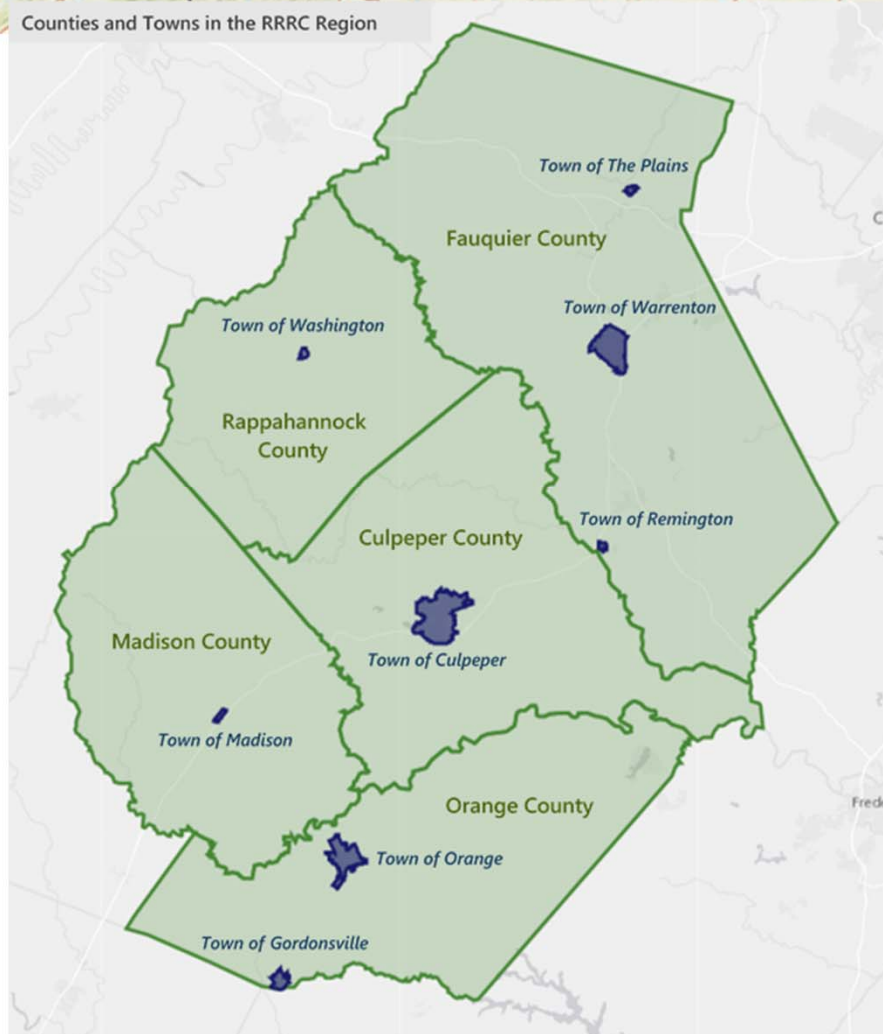 Counties and Towns in the RRRC Region
Town of The Plains
Fauquier County
Town of Warrenton
Town of Washington
Rappahannock
County
Town of Remington
Culpeper County
Town of Culpeper
Madison County
Town of Madison
Orange County
Town of Orange
Town of Gordonsville